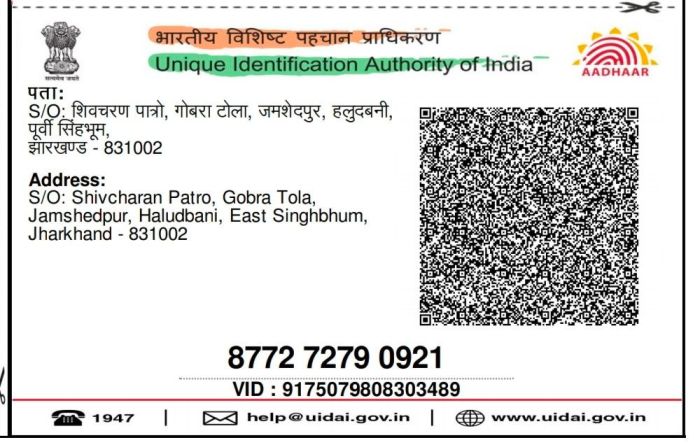 भारतीय विशिष्ट पहचान प्राधिकरण
Unique Identification Authority of India
सत्यमेव जयते
AADHAAR
पता:
S/O: शिवचरण पात्रो, गोबरा टोला, जमशेदपुर, हलुदबनी,
पूर्वी सिंहभूम,
झारखण्ड - 831002
Address:
S/O: Shivcharan Patro, Gobra Tola,
Jamshedpur, Haludbani, East Singhbhum,
Jharkhand - 831002
8772 7279 0921
VID : 9175079808303489
1947 | help@uidai.gov.in | www.uidai.gov.in